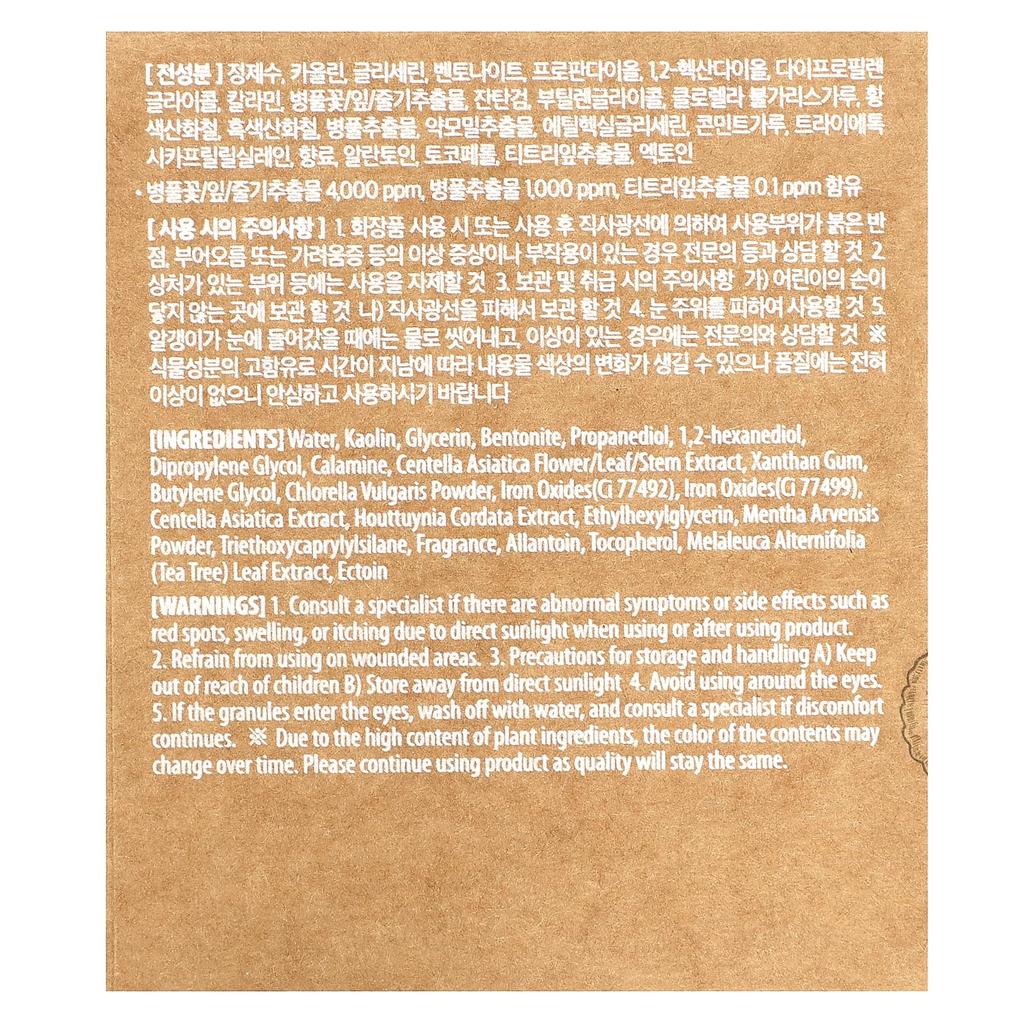 [ 전성분 ] 정제수, 카올린, 글리세린, 벤토나이트, 프로판다이올, 1,2-헥산다이올, 다이프로필렌
글라이콜, 칼라민, 병풀꽃/잎/줄기추출물, 잔탄검, 부틸렌글라이콜, 클로렐라 불가리스가루, 황
색산화철, 흑색산화철, 병풀추출물, 약모밀추출물, 에틸헥실글리세린, 콘민트가루, 트라이에톡
시카프릴릴실레인, 향료, 알란토인, 토코페롤, 티트리잎추출물, 엑토인
• 병풀꽃/잎/줄기추출물 4,000 ppm, 병풀추출물 1,000 ppm, 티트리잎추출물 0.1 ppm 함유
[ 사용 시의 주의사항 ] 1. 화장품 사용 시 또는 사용 후 직사광선에 의하여 사용부위가 붉은 반
점, 부어오름 또는 가려움증 등의 이상 증상이나 부작용이 있는 경우 전문의 등과 상담 할 것 2.
상처가 있는 부위 등에는 사용을 자제할 것 3. 보관 및 취급 시의 주의사항 가) 어린이의 손이
닿지 않는 곳에 보관 할 것 나) 직사광선을 피해서 보관 할 것 4. 눈 주위를 피하여 사용할 것 5.
알갱이가 눈에 들어갔을 때에는 물로 씻어내고, 이상이 있는 경우에는 전문의와 상담할 것 ※
식물성분의 고함유로 시간이 지남에 따라 내용물 색상의 변화가 생길 수 있으나 품질에는 전혀
이상이 없으니 안심하고 사용하시기 바랍니다
[INGREDIENTS] Water, Kaolin, Glycerin, Bentonite, Propanediol, 1,2-hexanediol,
Dipropylene Glycol, Calamine, Centella Asiatica Flower/Leaf/Stem Extract, Xanthan Gum,
Butylene Glycol, Chlorella Vulgaris Powder, Iron Oxides(Ci 77492), Iron Oxides(Ci 77499),
Centella Asiatica Extract, Houttuynia Cordata Extract, Ethylhexylglycerin, Mentha Arvensis
Powder, Triethoxycaprylylsilane, Fragrance, Allantoin, Tocopherol, Melaleuca Alternifolia
(Tea Tree) Leaf Extract, Ectoin
[WARNINGS] 1. Consult a specialist if there are abnormal symptoms or side effects such as
red spots, swelling, or itching due to direct sunlight when using or after using product.
2. Refrain from using on wounded areas. 3. Precautions for storage and handling A) Keep
out of reach of children B) Store away from direct sunlight 4. Avoid using around the eyes.
5. If the granules enter the eyes, wash off with water, and consult a specialist if discomfort
continues. ※ Due to the high content of plant ingredients, the color of the contents may
change over time. Please continue using product as quality will stay the same.